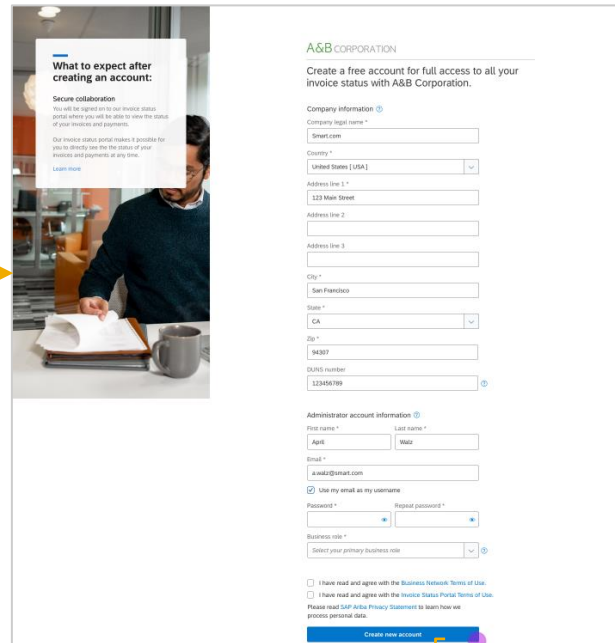 What to expect after
creating an account:
Secure collaboration
You will be signed on to our invoice status
portal where you will be able to view the status
of your invoices and payments.
Our invoice status portal makes it possible for
you to directly see the the status of your
invoices and payments at any time.
Learn more
A&B CORPORATION
Create a free account for full access to all your
invoice status with A&B Corporation.
Company information
Company legal name *
Smart.com
Country *
United States [ USA ]
Address line 1 *
123 Main Street
Address line 2
Address line 3
City *
San Francisco
State *
CA
Zip *
94307
DUNS number
123456789
Administrator account information
First name * Last name *
April Walz
Email *
a.walz@smart.com
Use my email as my username
Password * Repeat password *
Business role *
Select your primary business role
I have read and agree with the Business Network Terms of Use.
I have read and agree with the Invoice Status Portal Terms of Use.
Please read SAP Ariba Privacy Statement to learn how we
process personal data.
Create new account